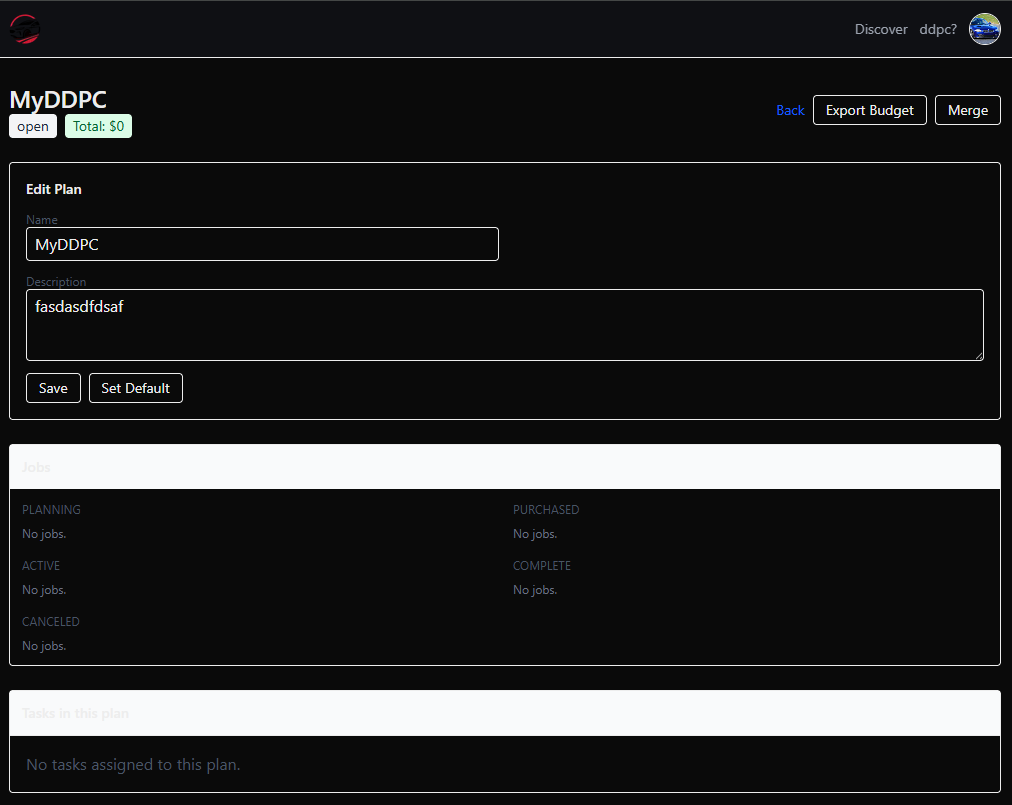 Discover ddpc?
MyDDPC
open Total: $0
Back Export Budget Merge
Edit Plan
Name
MyDDPC
Description
fasdasdfdsaf
Save Set Default
Jobs
PLANNING PURCHASED
No jobs. No jobs.
ACTIVE COMPLETE
No jobs. No jobs.
CANCELED
No jobs.
Tasks in this plan
No tasks assigned to this plan.